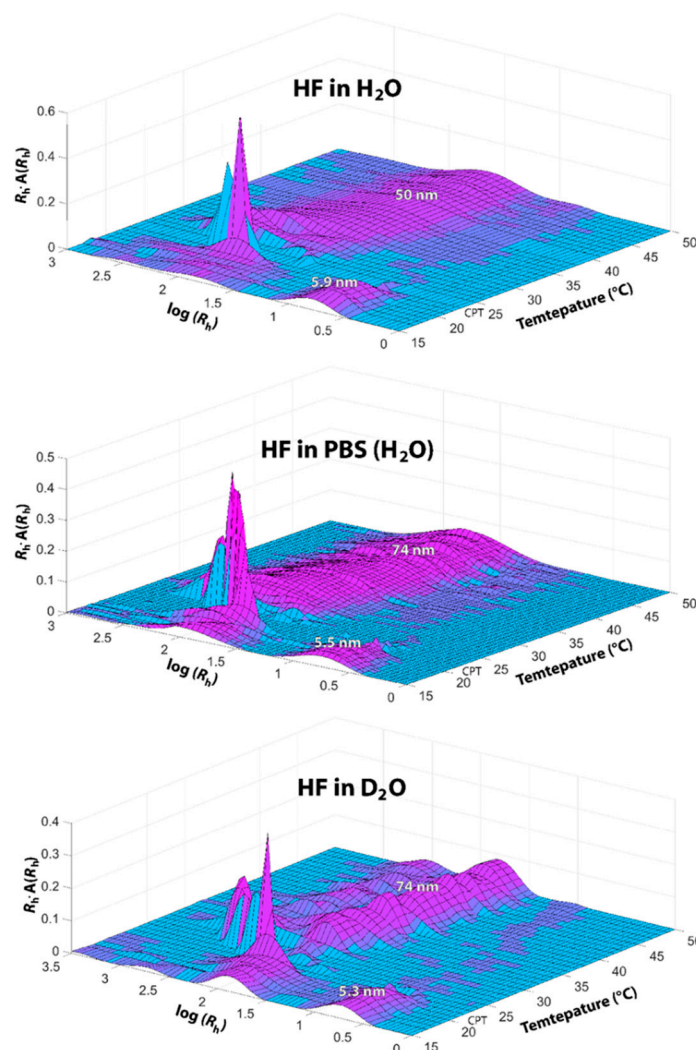 HF in H₂O
0.6
0.4
0.2
0
Rₕ·A(Rₕ)
3
2.5
2
1.5
1
0.5
0
log (Rₕ)
50 nm
5.9 nm
15
20
CPT
25
30
35
40
45
50
Temtepature (°C)
HF in PBS (H₂O)
0.5
0.4
0.3
0.2
0.1
0
Rₕ·A(Rₕ)
3
2.5
2
1.5
1
0.5
0
log (Rₕ)
74 nm
5.5 nm
15
20
CPT
25
30
35
40
45
50
Temtepature (°C)
HF in D₂O
0.4
0.3
0.2
0.1
0
Rₕ·A(Rₕ)
3.5
3
2.5
2
1.5
1
0.5
0
log (Rₕ)
74 nm
5.3 nm
15
20
CPT
25
30
35
40
45
50
Temtepature (°C)